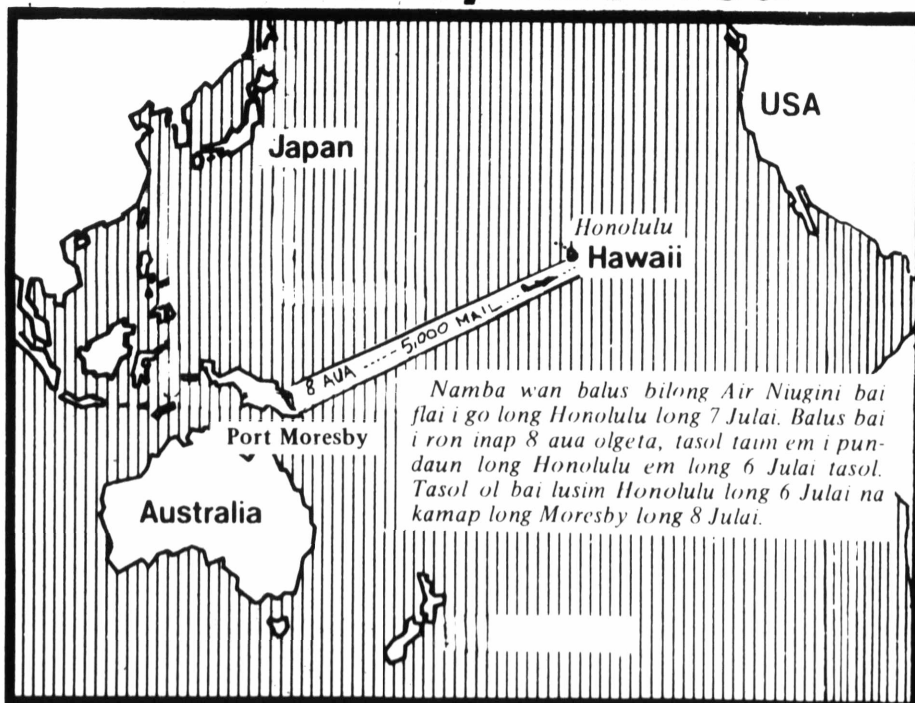 USA
Japan
Honolulu
Hawaii
8 AUA ----- 5,000 MAIL
Namba wan balus bilong Air Niugini bai
flai i go long Honolulu long 7 Julai. Balus bai
i ron inap 8 aua olgeta, tasol taim em i pun-
daun long Honolulu em long 6 Julai tasol.
Tasol ol bai lusim Honolulu long 6 Julai na
kamap long Moresby long 8 Julai.
Port Moresby
Australia